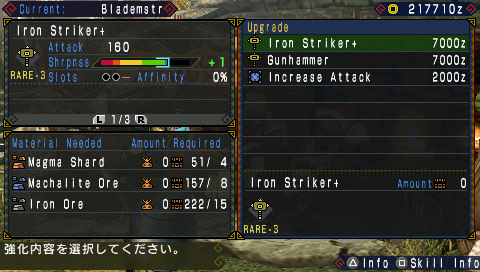 Current: Blademstr
217710z
Iron Striker+
Attack 160
Shrpnss +1
RARE-3
Slots Affinity 0%
L 1/3 R
Material Needed Amount Required
Magma Shard 0 51/ 4
Machalite Ore 0 157/ 8
Iron Ore 0 222/15
Upgrade
Iron Striker+ 7000z
Gunhammer 7000z
Increase Attack 2000z
Iron Striker+ Amount 0
RARE-3
強化内容を選択してください。
Info Skill Info